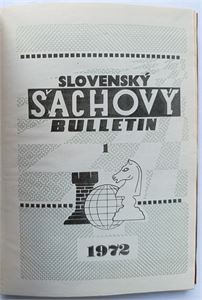 SLOVENSKÝ
ŠACHOVÝ
BULLETIN
1
1972